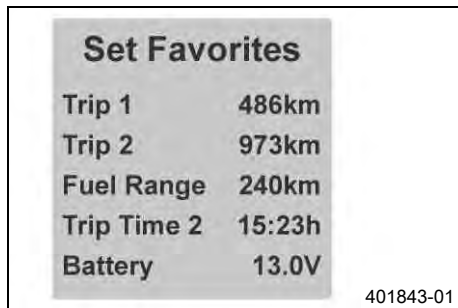 Set Favorites
Trip 1 486km
Trip 2 973km
Fuel Range 240km
Trip Time 2 15:23h
Battery 13.0V
401843-01